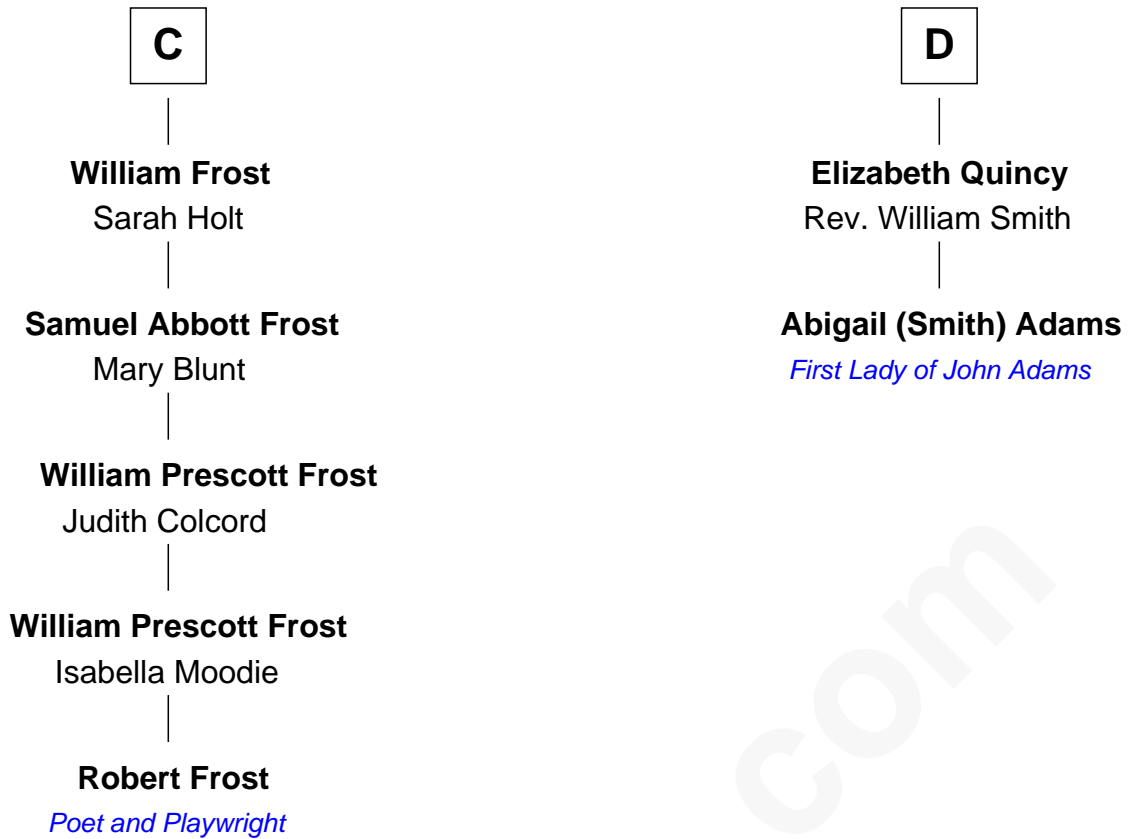 C
William Frost
Sarah Holt
Samuel Abbott Frost
Mary Blunt
William Prescott Frost
Judith Colcord
William Prescott Frost
Isabella Moodie
Robert Frost
Poet and Playwright
D
Elizabeth Quincy
Rev. William Smith
Abigail (Smith) Adams
First Lady of John Adams
com